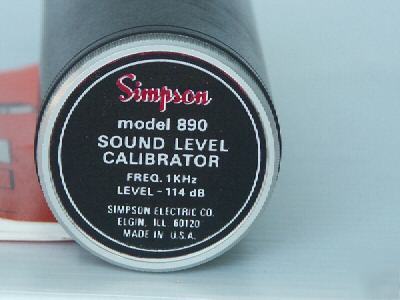 Simpson
model 890
SOUND LEVEL
CALIBRATOR
FREQ. 1KHz
LEVEL - 114 dB
SIMPSON ELECTRIC CO.
ELGIN, ILL 60120
MADE IN U.S.A.